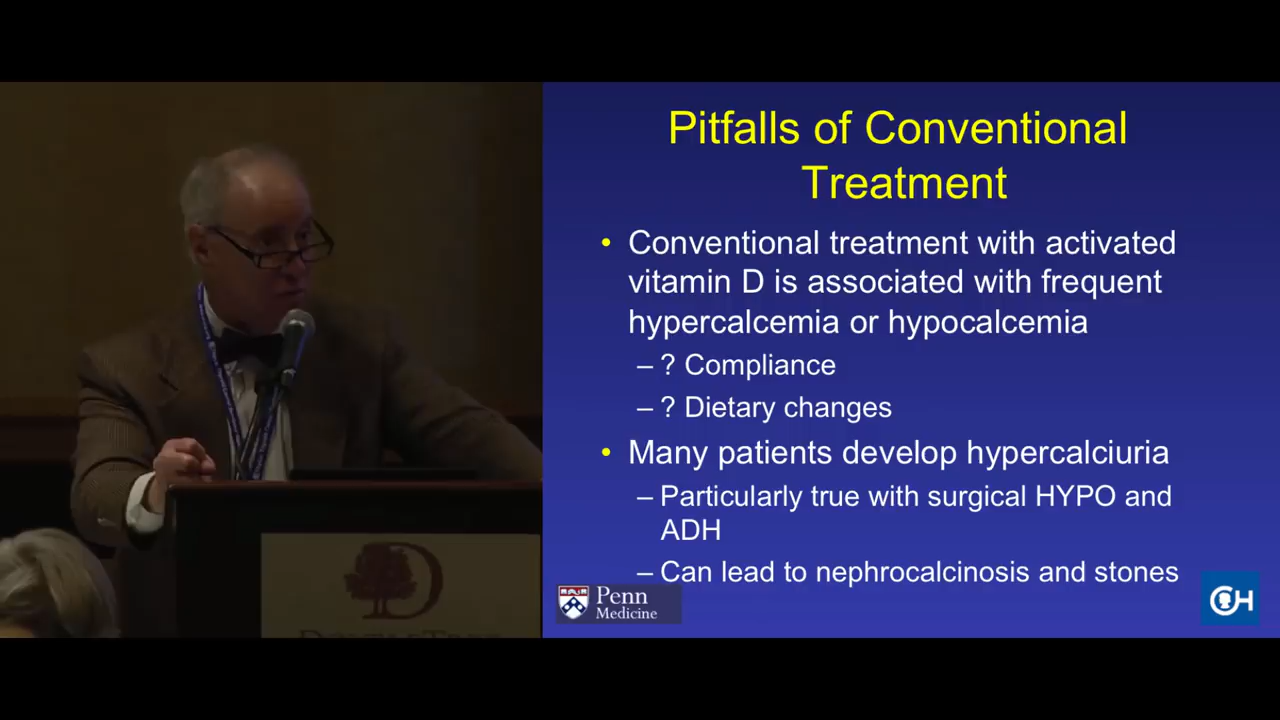 Pitfalls of Conventional
Treatment
• Conventional treatment with activated
vitamin D is associated with frequent
hypercalcemia or hypocalcemia
– ? Compliance
– ? Dietary changes
• Many patients develop hypercalciuria
– Particularly true with surgical HYPO and
ADH
– Can lead to nephrocalcinosis and stones
Penn
Medicine